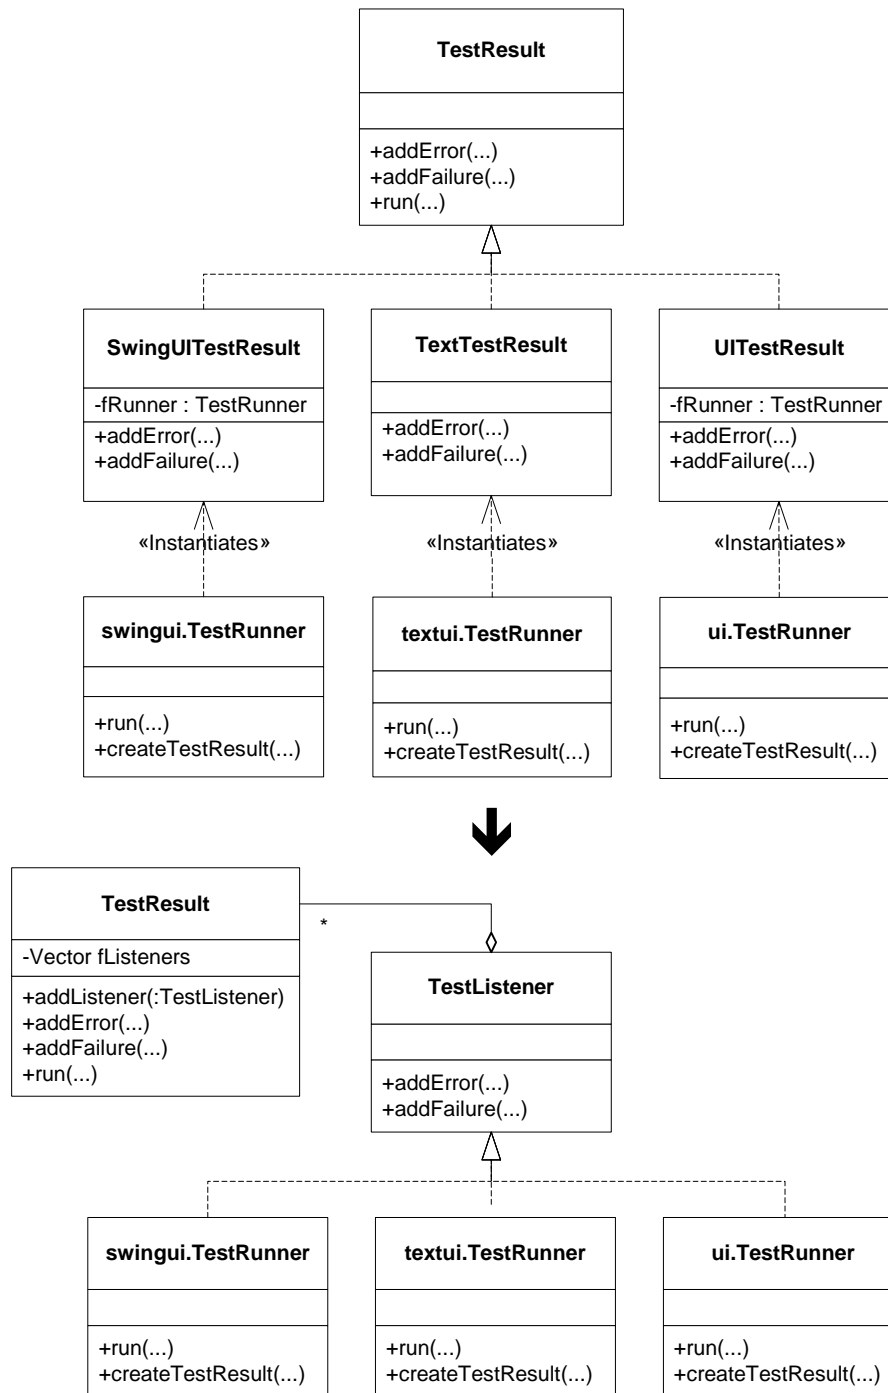 TestResult
+addError(...)
+addFailure(...)
+run(...)
SwingUITestResult
-fRunner : TestRunner
+addError(...)
+addFailure(...)
TextTestResult
+addError(...)
+addFailure(...)
UITestResult
-fRunner : TestRunner
+addError(...)
+addFailure(...)
«Instantiates»
«Instantiates»
«Instantiates»
swingui.TestRunner
+run(...)
+createTestResult(...)
textui.TestRunner
+run(...)
+createTestResult(...)
ui.TestRunner
+run(...)
+createTestResult(...)
TestResult
-Vector fListeners
+addListener(:TestListener)
+addError(...)
+addFailure(...)
+run(...)
*
TestListener
+addError(...)
+addFailure(...)
swingui.TestRunner
+run(...)
+createTestResult(...)
textui.TestRunner
+run(...)
+createTestResult(...)
ui.TestRunner
+run(...)
+createTestResult(...)